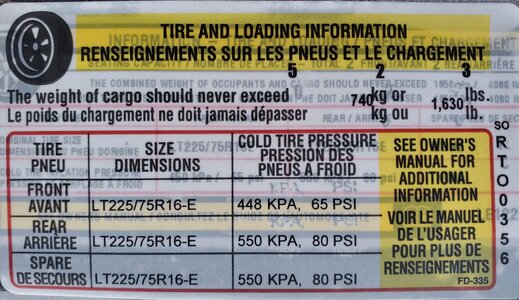 TIRE AND LOADING INFORMATION
RENSEIGNEMENTS SUR LES PNEUS ET LE CHARGEMENT
5 2 3
The weight of cargo should never exceed 740 kg or 1,630 lbs.
Le poids du chargement ne doit jamais dépasser kg ou lb.
TIRE
PNEU
SIZE
DIMENSIONS
COLD TIRE PRESSURE
PRESSION DES
PNEUS A FROID
FRONT
AVANT
LT225/75R16-E
448 KPA, 65 PSI
REAR
ARRIÈRE
LT225/75R16-E
550 KPA, 80 PSI
SPARE
DE SECOURS
LT225/75R16-E
550 KPA, 80 PSI
SEE OWNER'S
MANUAL FOR
ADDITIONAL
INFORMATION
VOIR LE MANUEL
DE L'USAGER
POUR PLUS DE
RENSEIGNEMENTS
FD-335
SO RTO0356